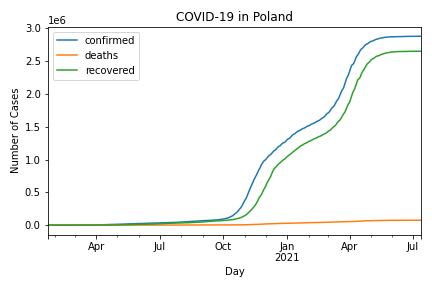 COVID-19 in Poland
1e6
confirmed
deaths
recovered
Number of Cases
3.0
2.5
2.0
1.5
1.0
0.5
0.0
Apr Jul Oct Jan Apr Jul
2021
Day